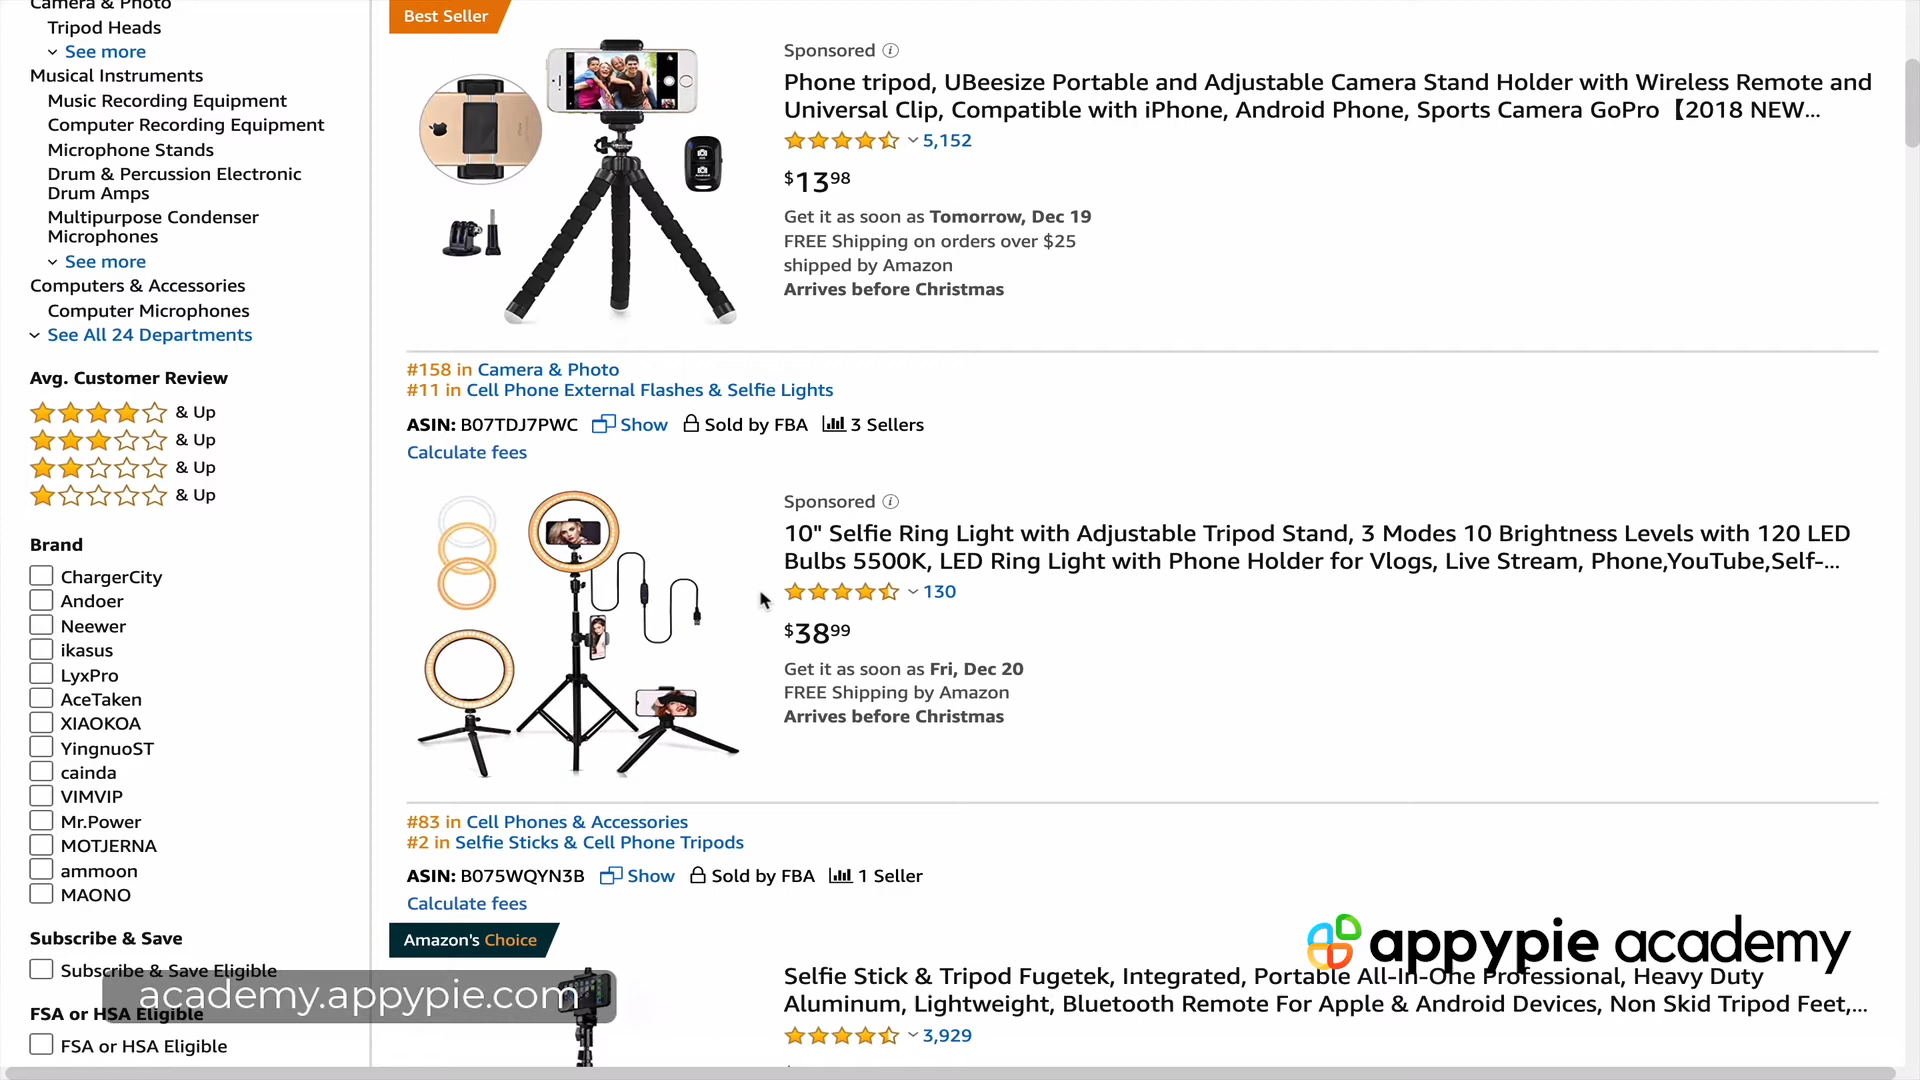 Camera & Photo
Tripod Heads
See more
Musical Instruments
Music Recording Equipment
Computer Recording Equipment
Microphone Stands
Drum & Percussion Electronic
Drum Amps
Multipurpose Condenser
Microphones
See more
Computers & Accessories
Computer Microphones
See All 24 Departments
Avg. Customer Review
& Up
& Up
& Up
& Up
Brand
ChargerCity
Andoer
Neewer
ikasus
LyxPro
AceTaken
XIAOKOA
YingnuoST
cainda
VIMVIP
Mr.Power
MOTJERNA
ammoon
MAONO
Subscribe & Save
Subscribe & Save Eligible
FSA or HSA Eligible
FSA or HSA Eligible
Best Seller
Sponsored
Phone tripod, UBeesize Portable and Adjustable Camera Stand Holder with Wireless Remote and
Universal Clip, Compatible with iPhone, Android Phone, Sports Camera GoPro【2018 NEW...
5,152
$13 98
Get it as soon as Tomorrow, Dec 19
FREE Shipping on orders over $25
shipped by Amazon
Arrives before Christmas
#158 in Camera & Photo
#11 in Cell Phone External Flashes & Selfie Lights
ASIN: B07TDJ7PWC Show Sold by FBA 3 Sellers
Calculate fees
Sponsored
10" Selfie Ring Light with Adjustable Tripod Stand, 3 Modes 10 Brightness Levels with 120 LED
Bulbs 5500K, LED Ring Light with Phone Holder for Vlogs, Live Stream, Phone,YouTube,Self-...
130
$38 99
Get it as soon as Fri, Dec 20
FREE Shipping by Amazon
Arrives before Christmas
#83 in Cell Phones & Accessories
#2 in Selfie Sticks & Cell Phone Tripods
ASIN: B075WQYN3B Show Sold by FBA 1 Seller
Calculate fees
Amazon's Choice
Selfie Stick & Tripod Fugetek, Integrated, Portable All-In-One Professional, Heavy Duty
Aluminum, Lightweight, Bluetooth Remote For Apple & Android Devices, Non Skid Tripod Feet,...
3,929
appypie academy
academy.appypie.com